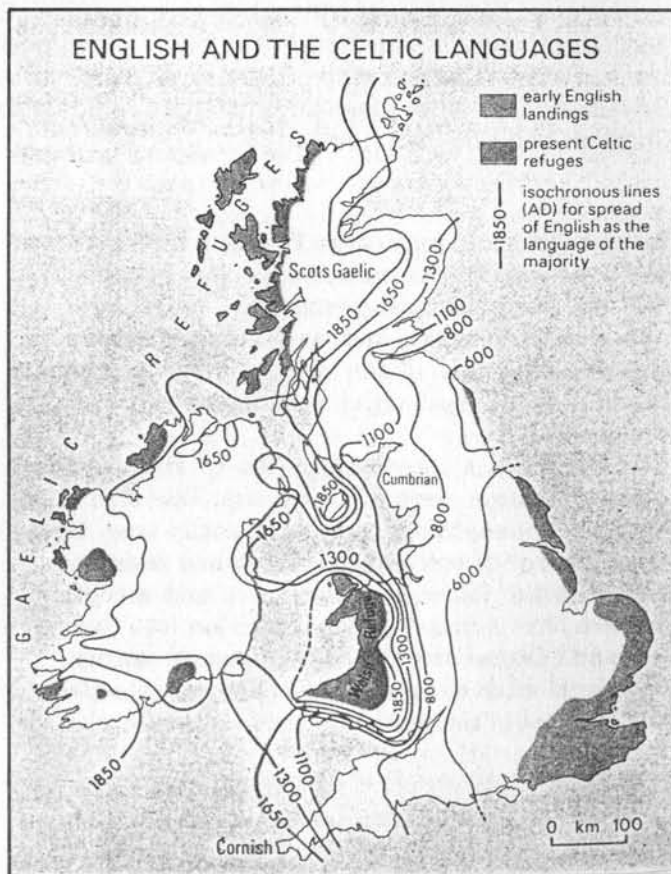 ENGLISH AND THE CELTIC LANGUAGES
early English
landings
present Celtic
refuges
1850
isochronous lines
(AD) for spread
of English as the
language of the
majority
GAELIC REFUGES
Scots Gaelic
1850
1650
1300
1100
800
600
1650
1100
Cumbrian
1850
1650
800
1300
600
Welsh Refuge
1300
1850
800
1850
1100
1300
1650
Cornish
0 km 100